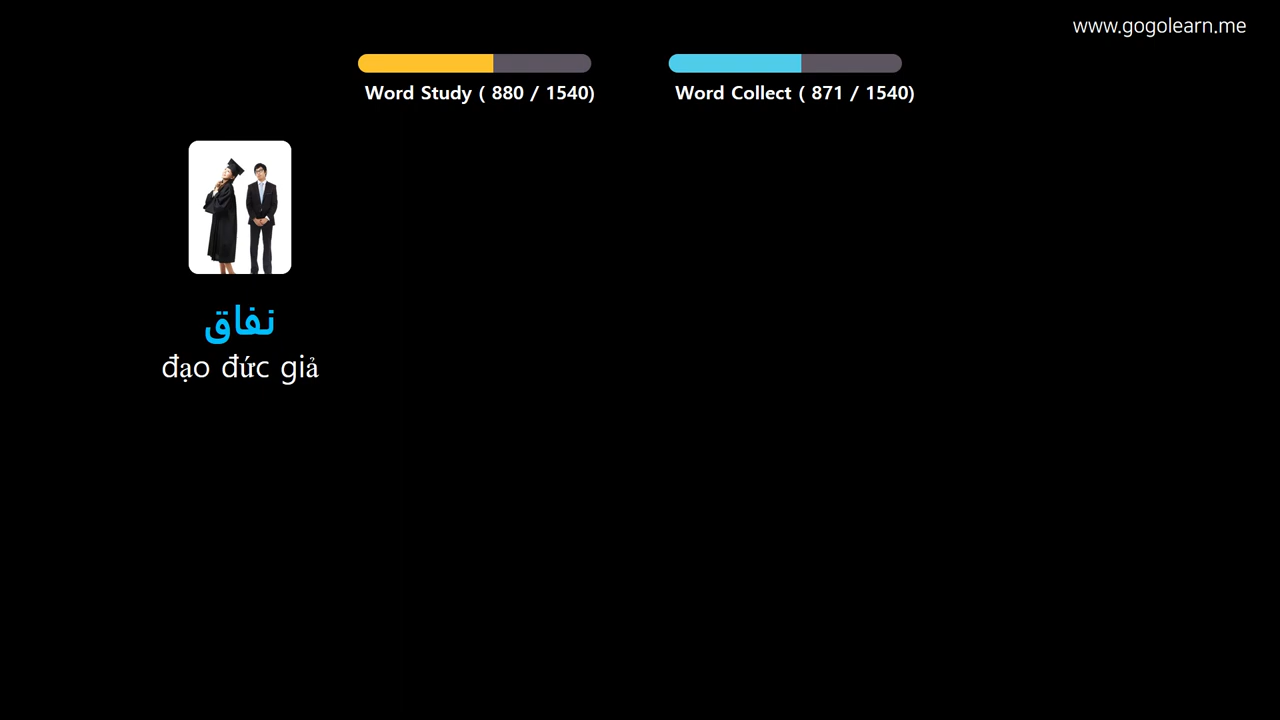 www.gogolearn.me
Word Study ( 880 / 1540)
Word Collect ( 871 / 1540)
نفاق
đạo đức giả